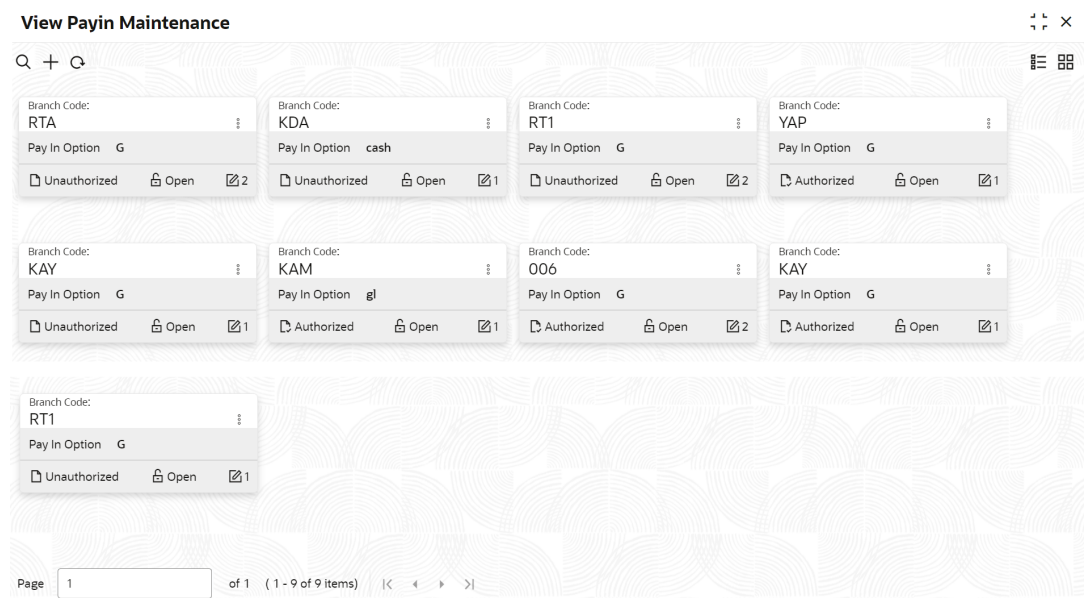 View Payin Maintenance
Branch Code: Branch Code: Branch Code: Branch Code:
RTA KDA RT1 YAP
Pay In Option G Pay In Option cash Pay In Option G Pay In Option G
Unauthorized Open 2 Unauthorized Open 1 Unauthorized Open 2 Authorized Open 1
Branch Code: Branch Code: Branch Code: Branch Code:
KAY KAM 006 KAY
Pay In Option G Pay In Option gl Pay In Option G Pay In Option G
Unauthorized Open 1 Authorized Open 1 Authorized Open 2 Authorized Open 1
Branch Code:
RT1
Pay In Option G
Unauthorized Open 1
Page 1 of 1 ( 1 - 9 of 9 items)